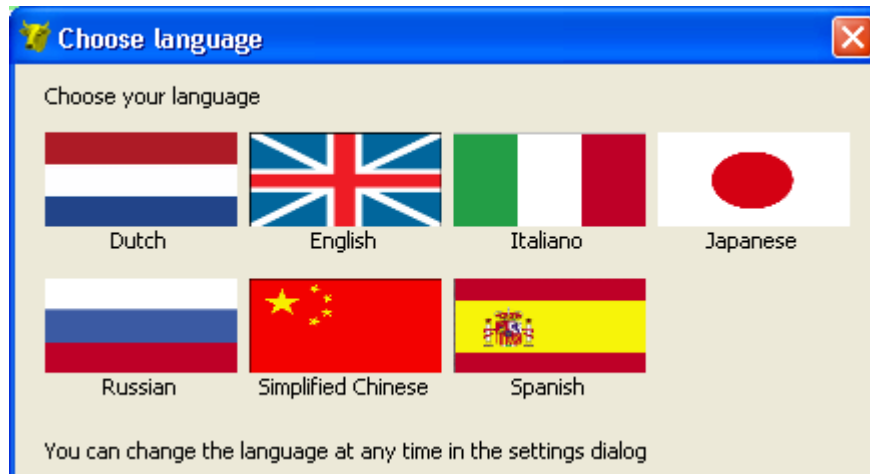 Choose language
Choose your language
Dutch English Italiano Japanese
Russian Simplified Chinese Spanish
You can change the language at any time in the settings dialog